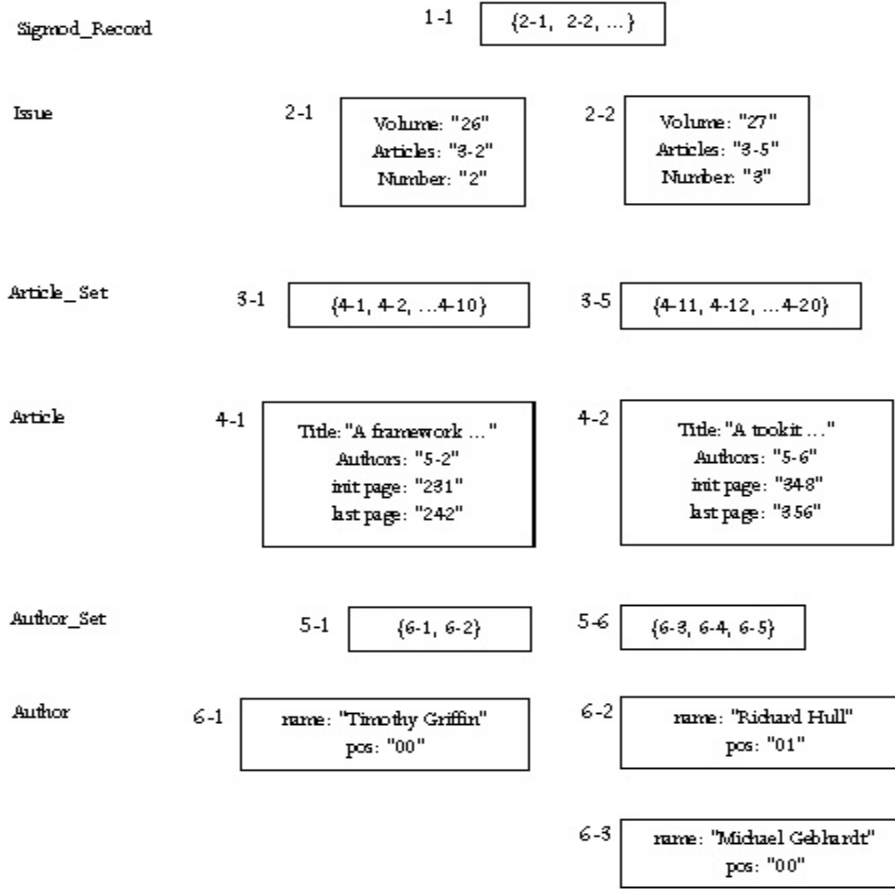 Sigmod_Record
1-1
{2-1, 2-2, ...}
Issue
2-1
Volume: "26"
Articles: "3-2"
Number: "2"
2-2
Volume: "27"
Articles: "3-5"
Number: "3"
Article_Set
3-1
{4-1, 4-2, ...4-10}
3-5
{4-11, 4-12, ...4-20}
Article
4-1
Title: "A framework ..."
Authors: "5-2"
init page: "231"
last page: "242"
4-2
Title: "A tookit ..."
Authors: "5-6"
init page: "348"
last page: "356"
Author_Set
5-1
{6-1, 6-2}
5-6
{6-3, 6-4, 6-5}
Author
6-1
name: "Timothy Griffin"
pos: "00"
6-2
name: "Richard Hull"
pos: "01"
6-3
name: "Michael Gebhardt"
pos: "00"